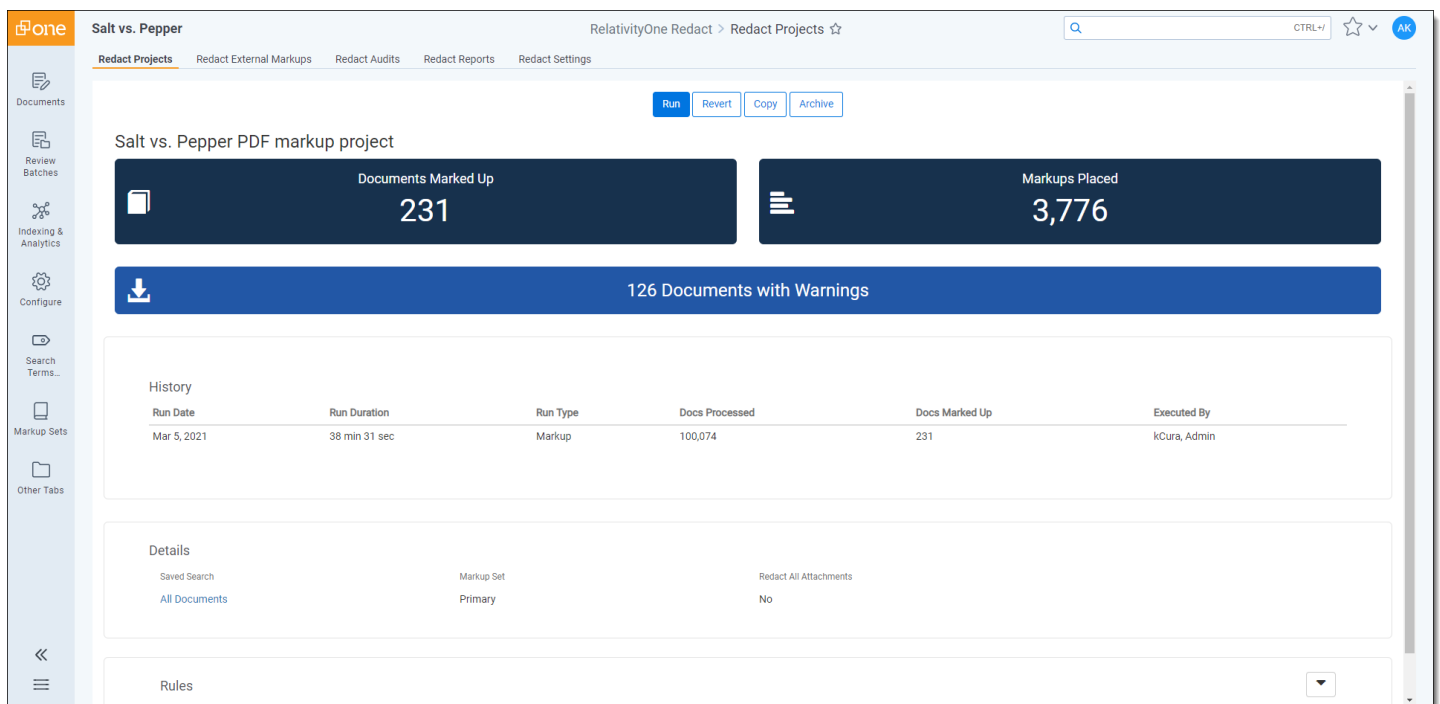 one
Salt vs. Pepper
RelativityOne Redact > Redact Projects
CTRL+/
AK
Redact Projects
Redact External Markups
Redact Audits
Redact Reports
Redact Settings
Documents
Review
Batches
Indexing &
Analytics
Configure
Search
Terms...
Markup Sets
Other Tabs
Run
Revert
Copy
Archive
Salt vs. Pepper PDF markup project
Documents Marked Up
231
Markups Placed
3,776
126 Documents with Warnings
History
Run Date Run Duration Run Type Docs Processed Docs Marked Up Executed By
Mar 5, 2021 38 min 31 sec Markup 100,074 231 kCura, Admin
Details
Saved Search Markup Set Redact All Attachments
All Documents Primary No
Rules